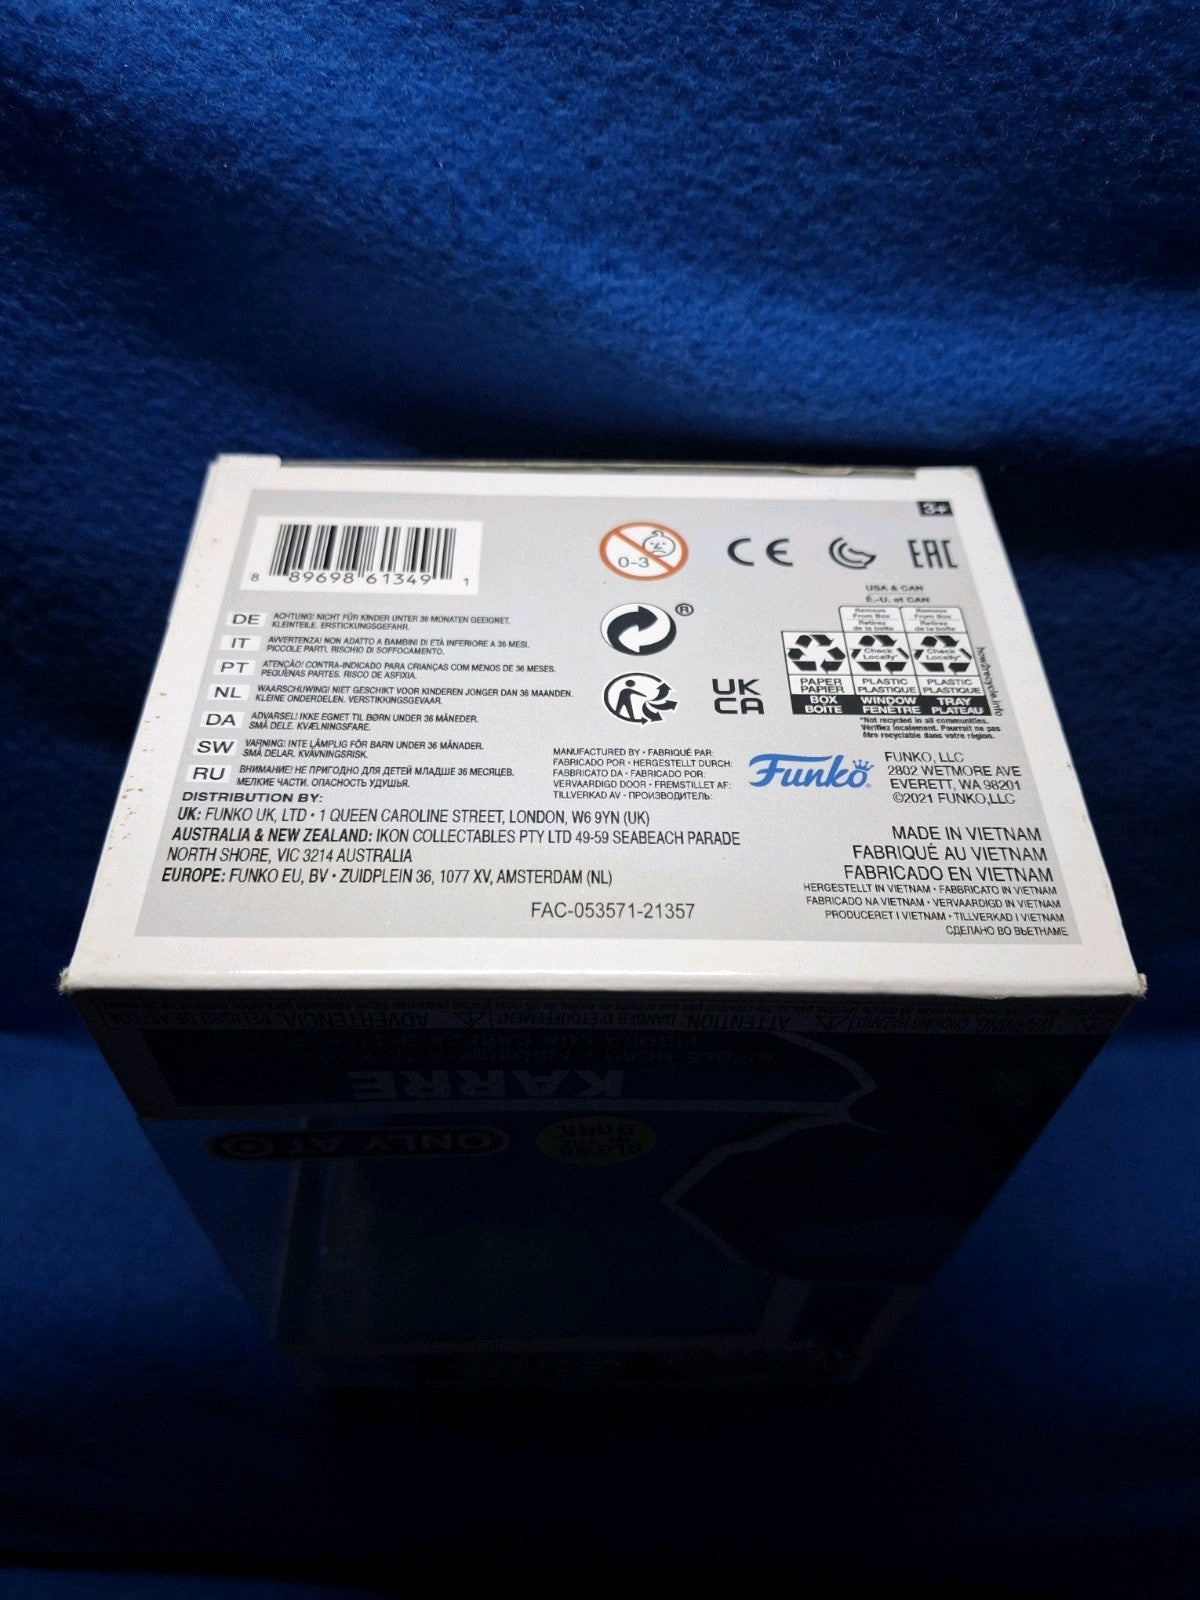 3+
8 89698 61349 1
0-3
CE
EAC
DE ACHTUNG! NICHT FÜR KINDER UNTER 36 MONATEN GEEIGNET.
KLEINTEILE. ERSTICKUNGSGEFAHR.
IT AVVERTENZA! NON ADATTO A BAMBINI DI ETÀ INFERIORE A 36 MESI.
PICCOLE PARTI. RISCHIO DI SOFFOCAMENTO.
PT ATENÇÃO! CONTRA-INDICADO PARA CRIANÇAS COM MENOS DE 36 MESES.
PEQUENAS PARTES. RISCO DE ASFIXIA.
NL WAARSCHUWING! NIET GESCHIKT VOOR KINDEREN JONGER DAN 36 MAANDEN.
KLEINE ONDERDELEN. VERSTIKKINGSGEVAAR.
DA ADVARSEL! IKKE EGNET TIL BØRN UNDER 36 MÅNEDER.
SMÅ DELE. KVÆLNINGSFARE.
SW VARNING! INTE LÄMPLIG FÖR BARN UNDER 36 MÅNADER.
SMÅ DELAR. KVÄVNINGSRISK.
RU ВНИМАНИЕ! НЕ ПРИГОДНО ДЛЯ ДЕТЕЙ МЛАДШЕ 36 МЕСЯЦЕВ.
МЕЛКИЕ ЧАСТИ. ОПАСНОСТЬ УДУШЬЯ.
®
UK
CA
USA & CAN
É.-U. et CAN
Remove From Box
Retirez de la boîte
Remove From Box
Retirez de la boîte
Check Locally*
Check Locally*
PAPER
PAPIER
BOX
BOÎTE
PLASTIC
PLASTIQUE
WINDOW
FENÊTRE
PLASTIC
PLASTIQUE
TRAY
PLATEAU
how2recycle.info
*Not recycled in all communities.
Vérifiez localement. Pourrait ne pas
être recyclable dans votre région.
MANUFACTURED BY • FABRIQUÉ PAR:
FABRICADO POR • HERGESTELLT DURCH:
FABBRICATO DA • FABRICADO POR:
VERVAARDIGD DOOR • FREMSTILLET AF:
TILLVERKAD AV • ПРОИЗВОДИТЕЛЬ:
Funko
FUNKO, LLC
2802 WETMORE AVE
EVERETT, WA 98201
©2021 FUNKO,LLC
DISTRIBUTION BY:
UK: FUNKO UK, LTD • 1 QUEEN CAROLINE STREET, LONDON, W6 9YN (UK)
AUSTRALIA & NEW ZEALAND: IKON COLLECTABLES PTY LTD 49-59 SEABEACH PARADE
NORTH SHORE, VIC 3214 AUSTRALIA
EUROPE: FUNKO EU, BV • ZUIDPLEIN 36, 1077 XV, AMSTERDAM (NL)
FAC-053571-21357
MADE IN VIETNAM
FABRIQUÉ AU VIETNAM
FABRICADO EN VIETNAM
HERGESTELLT IN VIETNAM • FABBRICATO IN VIETNAM
FABRICADO NA VIETNAM • VERVAARDIGD IN VIETNAM
PRODUCERET I VIETNAM • TILLVERKAD I VIETNAM
СДЕЛАНО ВО ВЬЕТНАМЕ
KARRE
ONLY AT
GLOWS
DARK